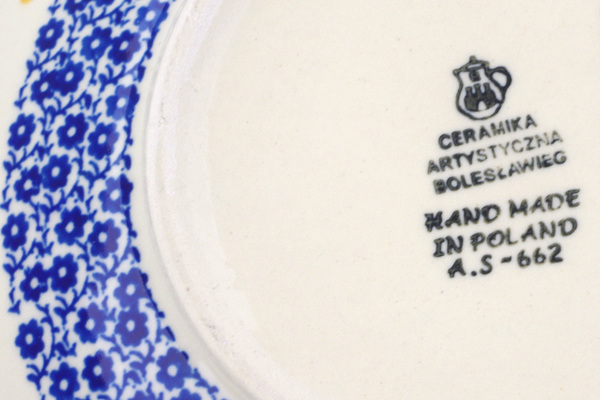 CERAMIKA
ARTYSTYCZNA
BOLESŁAWIEC
HAND MADE
IN POLAND
A.S-662